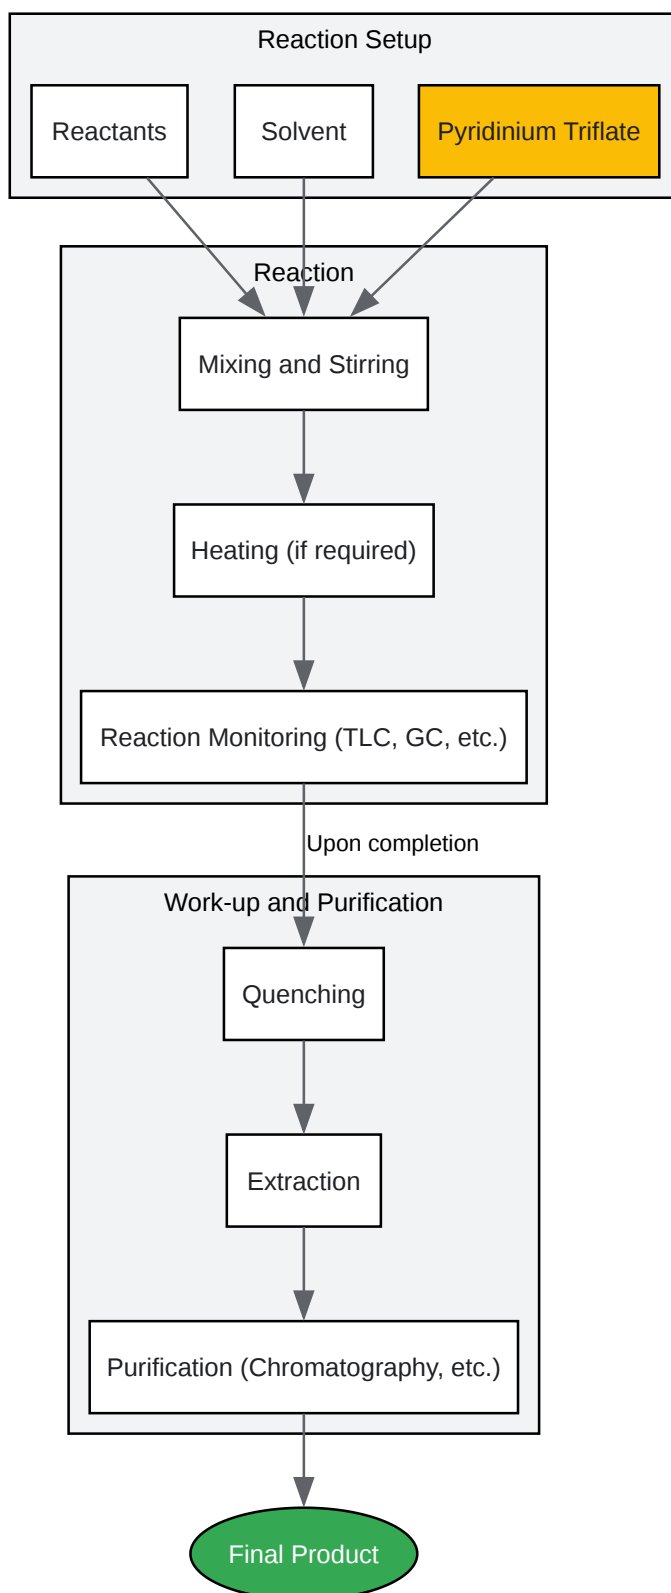 Reaction Setup
Reactants
Solvent
Pyridinium Triflate
Reaction
Mixing and Stirring
Heating (if required)
Reaction Monitoring (TLC, GC, etc.)
Upon completion
Work-up and Purification
Quenching
Extraction
Purification (Chromatography, etc.)
Final Product